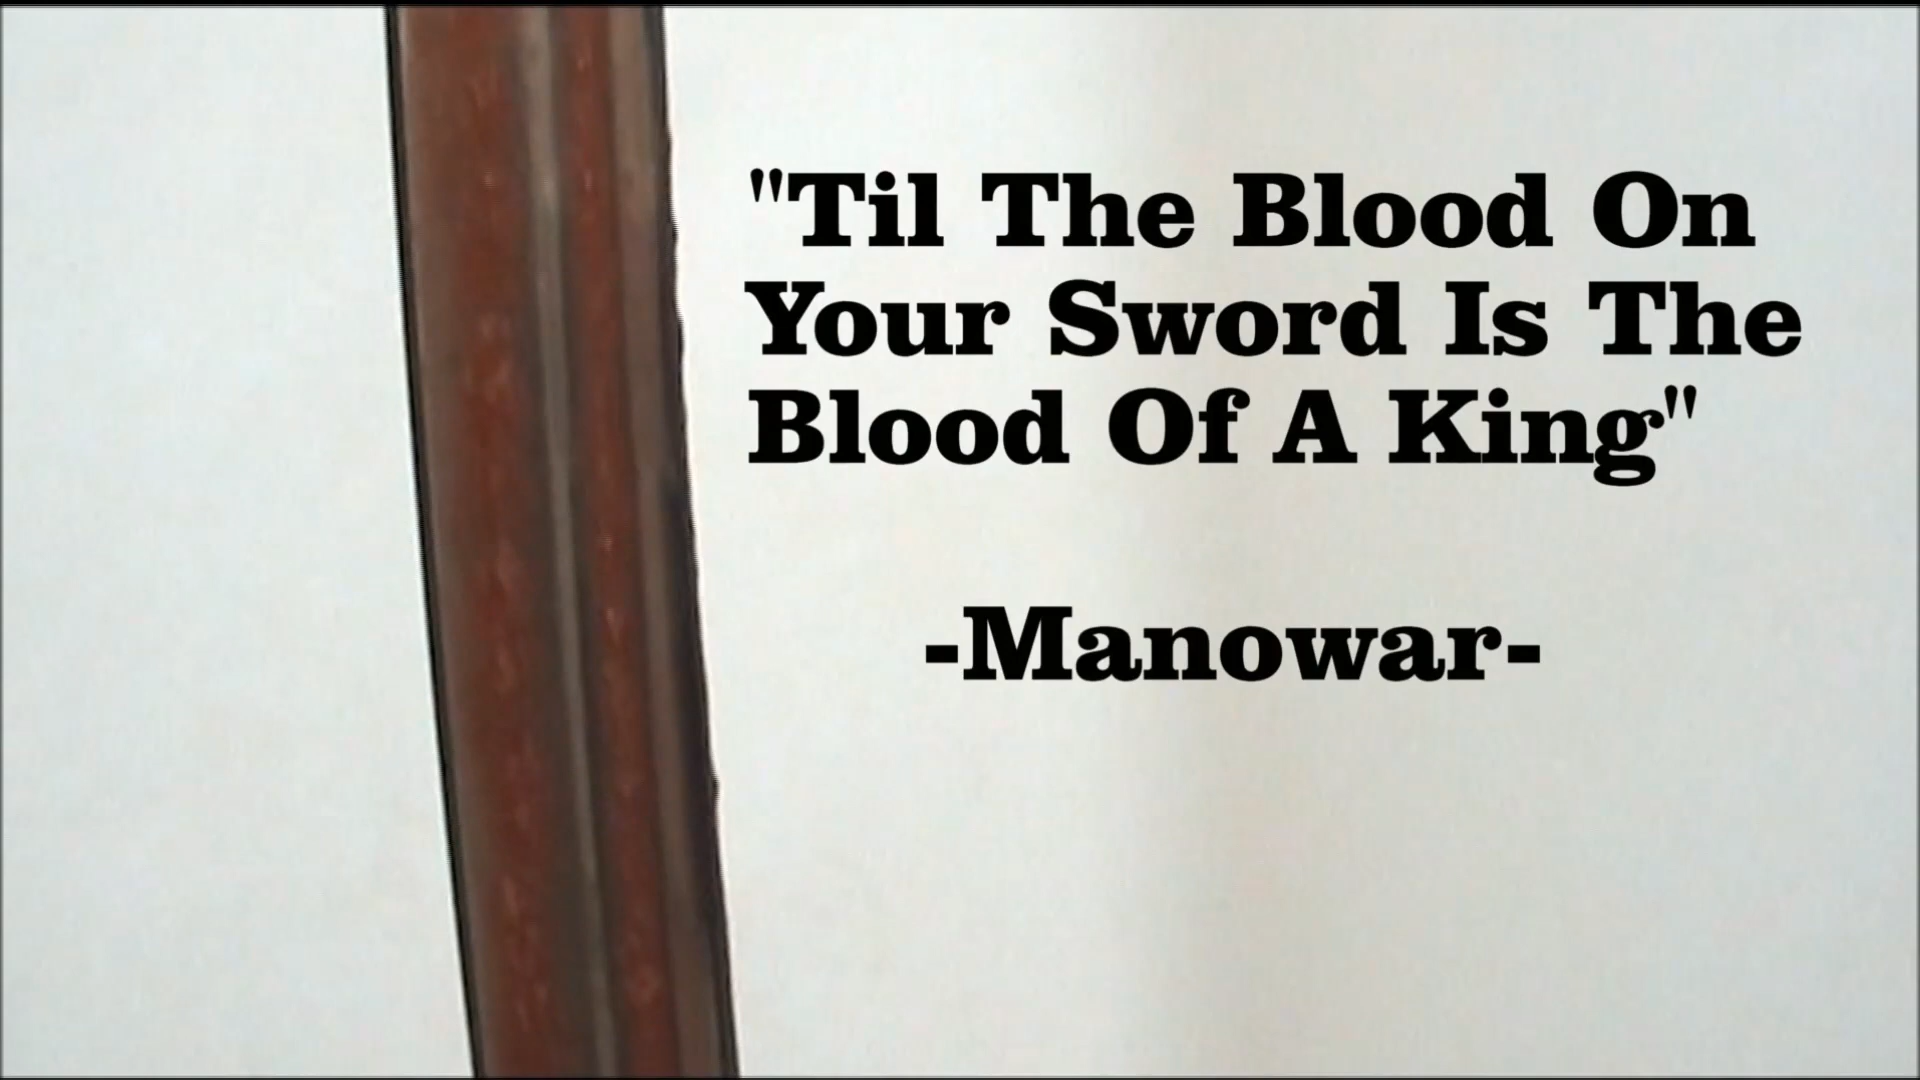 "Til The Blood On
Your Sword Is The
Blood Of A King"
-Manowar-